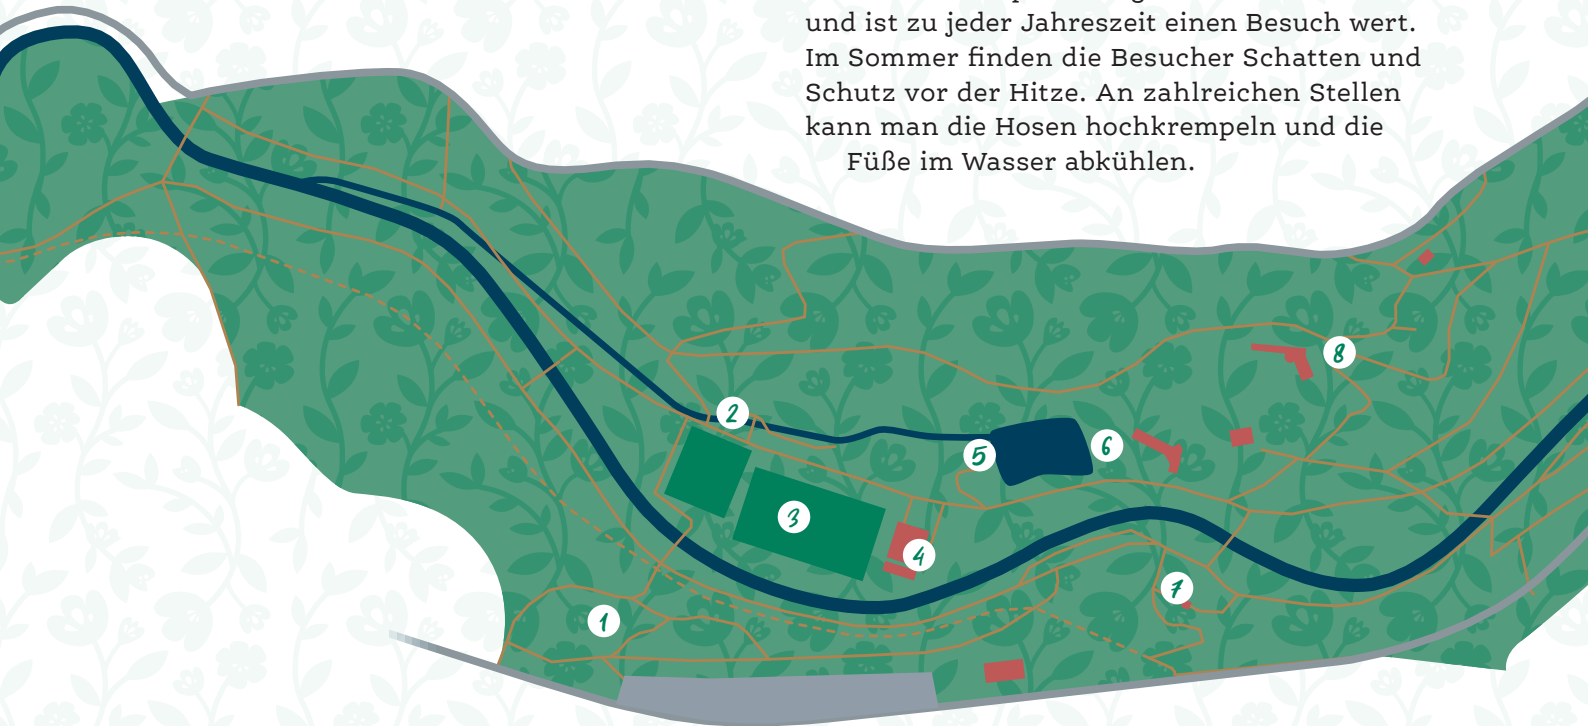 und ist zu jeder Jahreszeit einen Besuch wert.
Im Sommer finden die Besucher Schatten und
Schutz vor der Hitze. An zahlreichen Stellen
kann man die Hosen hochkrempeln und die
Füße im Wasser abkühlen.
8
2
6
5
3
4
7
1